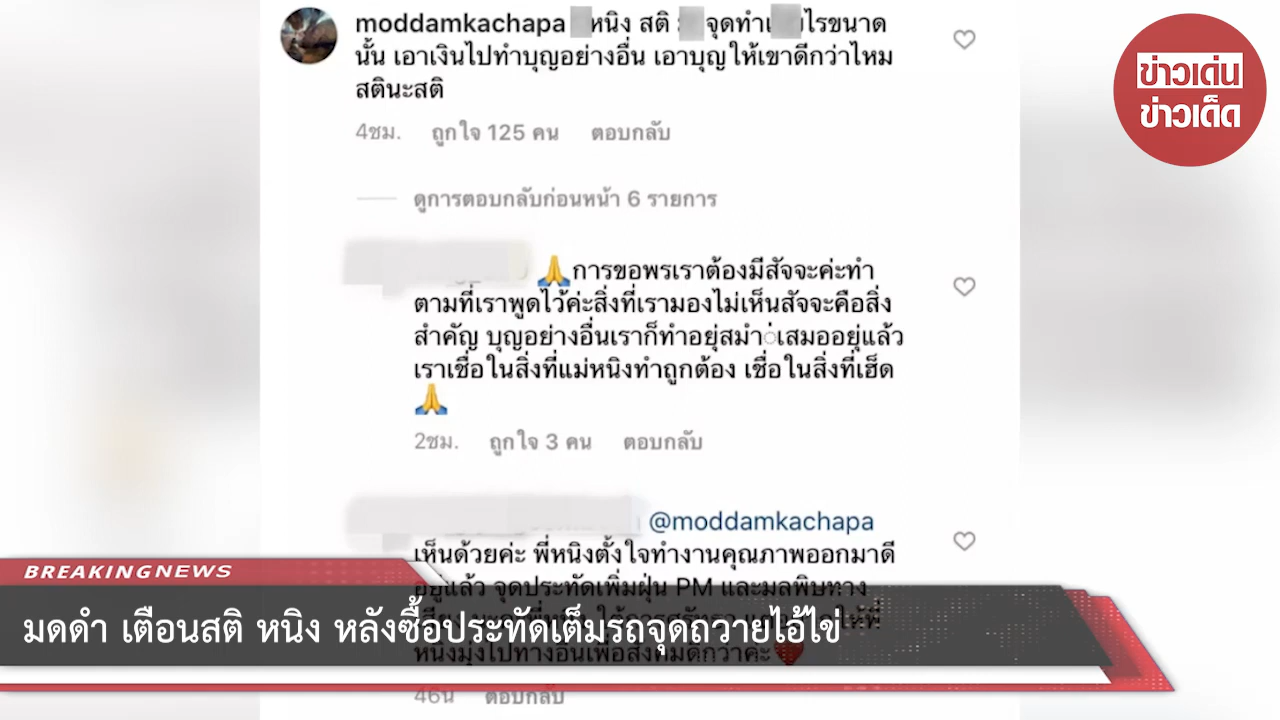 moddamkachapa หนิง สติ จุดทำ ไรขนาด
นั้น เอาเงินไปทำบุญอย่างอื่น เอาบุญให้เขาดีกว่าไหม
สตินะสติ
4ชม. ถูกใจ 125 คน ตอบกลับ
ดูการตอบกลับก่อนหน้า 6 รายการ
🙏การขอพรเราต้องมีสัจจะค่ะทำ
ตามที่เราพูดไว้ค่ะสิ่งที่เรามองไม่เห็นสัจจะคือสิ่ง
สำคัญ บุญอย่างอื่นเราก็ทำอยุ่สมำ่เสมออยุ่แล้ว
เราเชื่อในสิ่งที่แม่หนิงทำถูกต้อง เชื่อในสิ่งที่เฮ็ด
🙏
2ชม. ถูกใจ 3 คน ตอบกลับ
@moddamkachapa
เห็นด้วยค่ะ พี่หนิงตั้งใจทำงานคุณภาพออกมาดี
อยู่แล้ว จุดประทัดเพิ่มฝุ่น PM และมลพิษทาง
ให้พี่
หนิงมุ่งไปทางอื่นเพื่อสังคมดีกว่าค่ะ❤️
46น ตอบกลับ
ข่าวเด่น
ข่าวเด็ด
BREAKINGNEWS
มดดำ เตือนสติ หนิง หลังซื้อประทัดเต็มรถจุดถวายไอ้ไข่